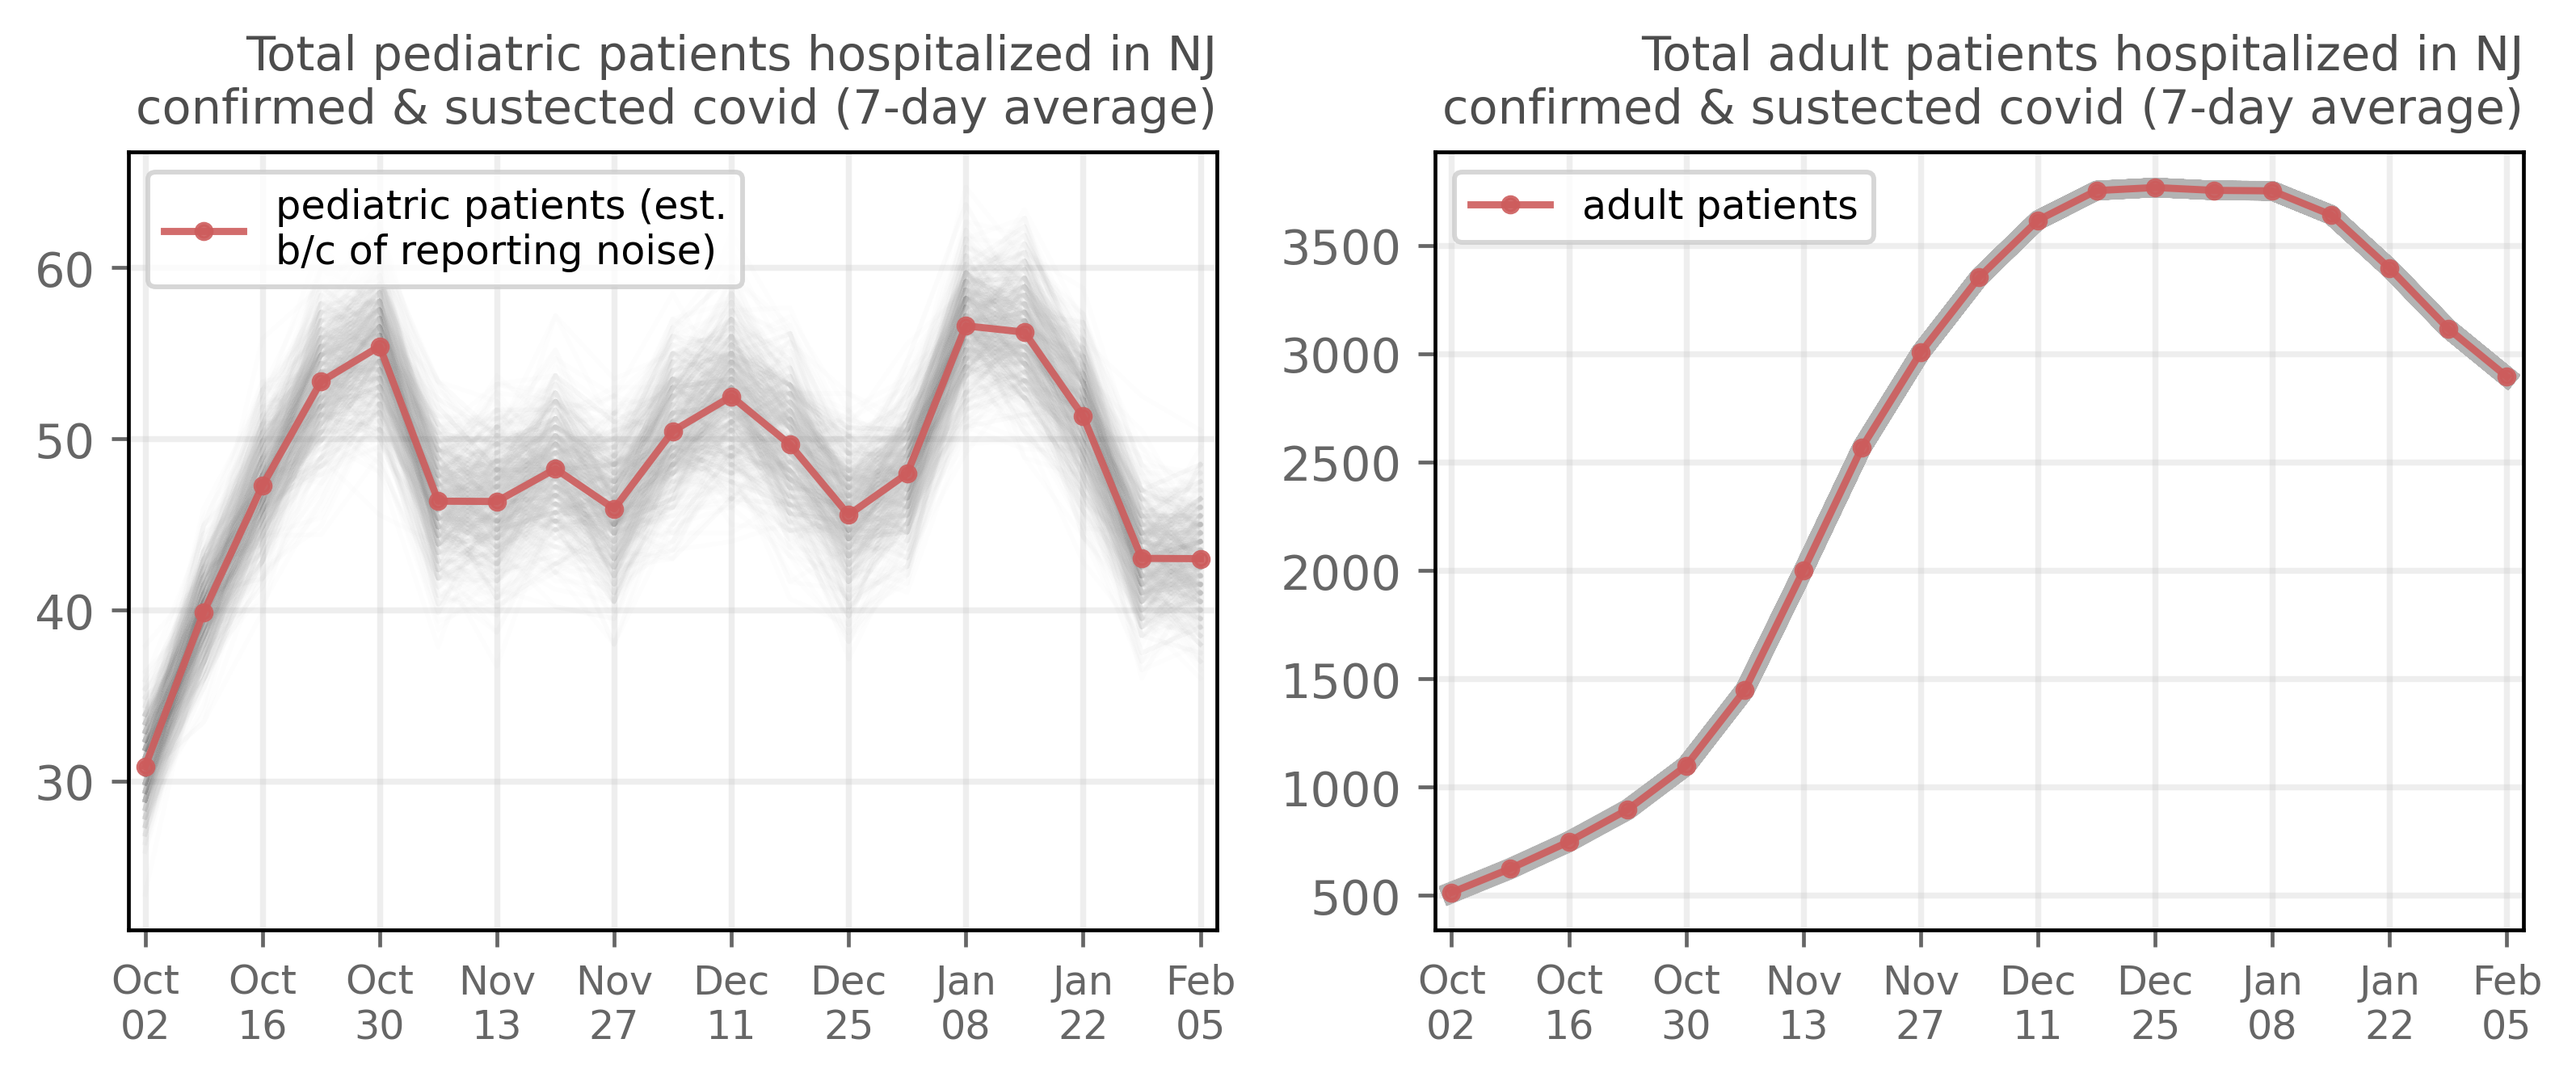 Total pediatric patients hospitalized in NJ
confirmed & sustected covid (7-day average)
pediatric patients (est.
b/c of reporting noise)
60
50
40
30
Oct
02
Oct
16
Oct
30
Nov
13
Nov
27
Dec
11
Dec
25
Jan
08
Jan
22
Feb
05
Total adult patients hospitalized in NJ
confirmed & sustected covid (7-day average)
adult patients
3500
3000
2500
2000
1500
1000
500
Oct
02
Oct
16
Oct
30
Nov
13
Nov
27
Dec
11
Dec
25
Jan
08
Jan
22
Feb
05